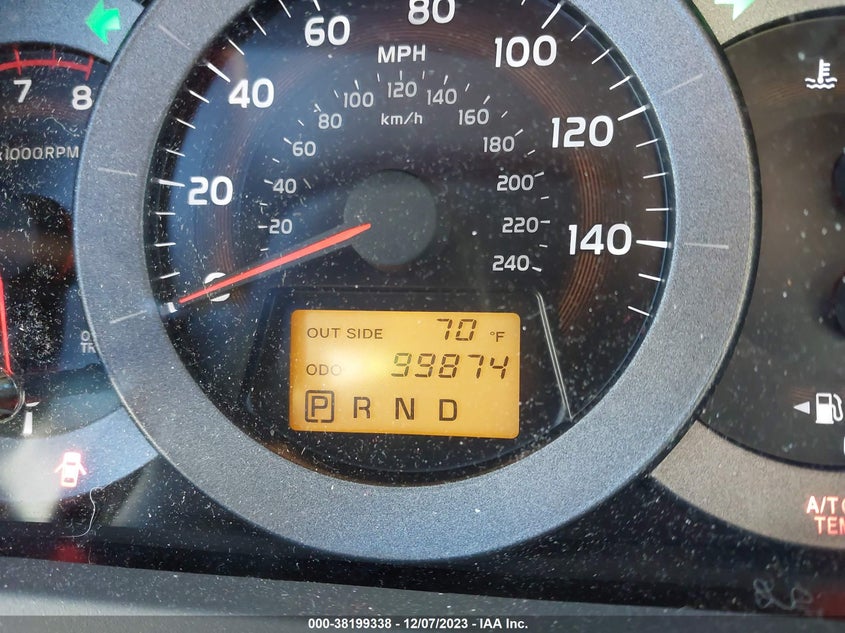 7 8
x1000RPM
MPH
0 20 40 60 80 100 120 140
km/h
20 40 60 80 100 120 140 160 180 200 220 240
OUT SIDE 70 °F
ODO 99874
P R N D
A/T
TEM
000-38199338 - 12/07/2023 - IAA Inc.